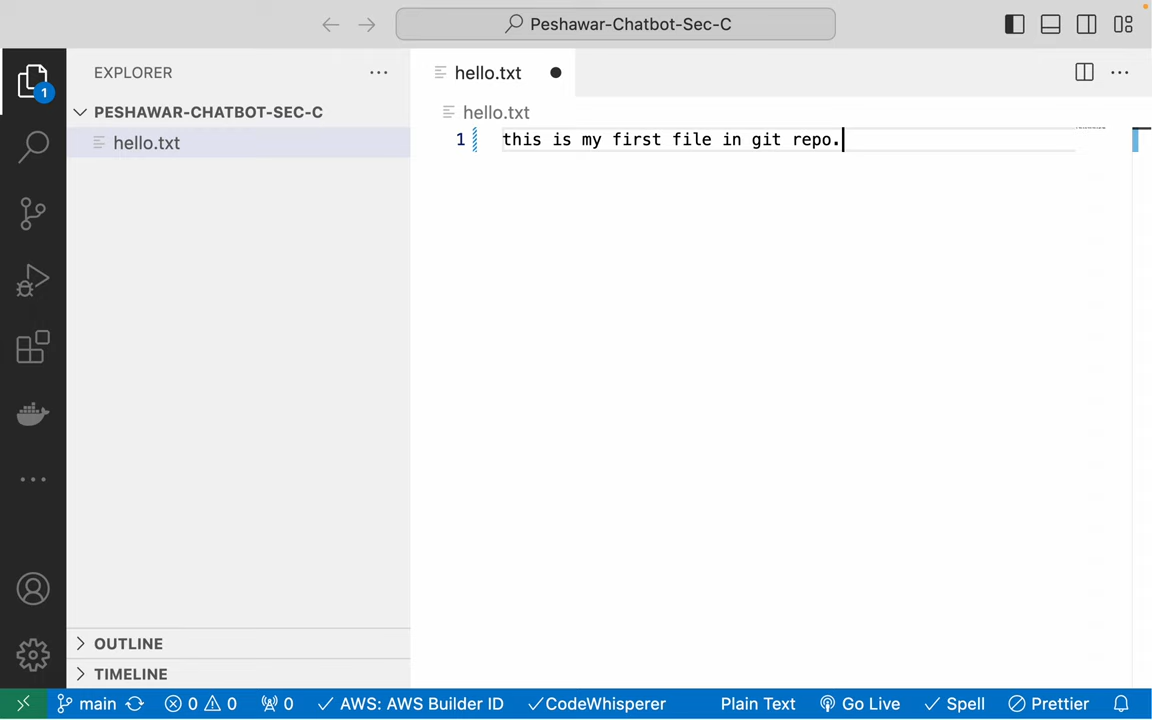 Peshawar-Chatbot-Sec-C
EXPLORER
hello.txt
1
PESHAWAR-CHATBOT-SEC-C
hello.txt
hello.txt
1 this is my first file in git repo.
OUTLINE
TIMELINE
main 0 0 0 AWS: AWS Builder ID CodeWhisperer Plain Text Go Live Spell Prettier